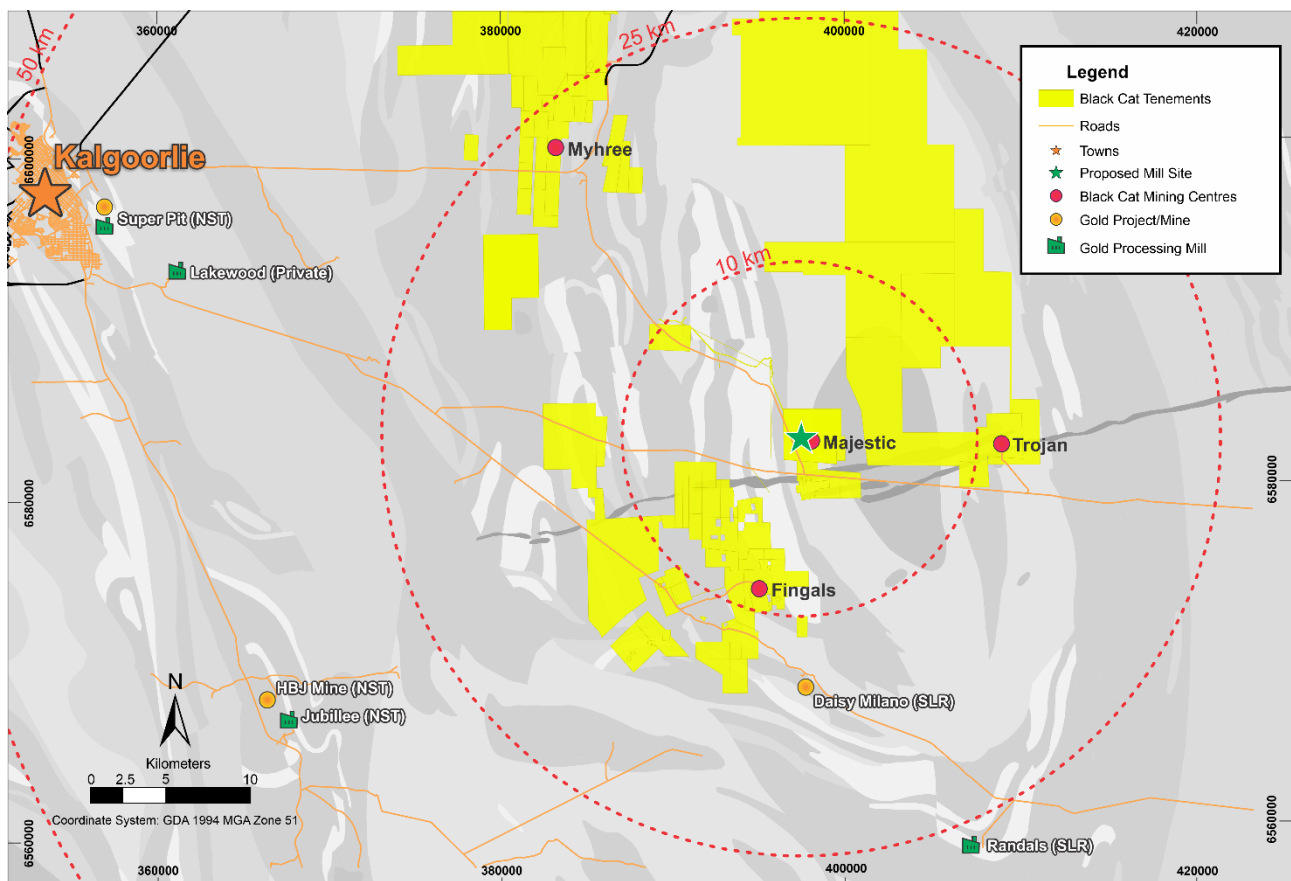 360000
380000
400000
420000
50 km
25 km
Legend
Black Cat Tenements
Roads
Towns
Proposed Mill Site
Black Cat Mining Centres
Gold Project/Mine
Gold Processing Mill
6600000
Kalgoorlie
Myhree
Super Pit (NST)
Lakewood (Private)
10 km
Majestic
Trojan
6580000
6580000
Fingals
HBJ Mine (NST)
Jubillee (NST)
Daisy Milano (SLR)
N
Kilometers
0 2.5 5 10
Coordinate System: GDA 1994 MGA Zone 51
Randals (SLR)
6560000
6560000
360000
380000
400000
420000